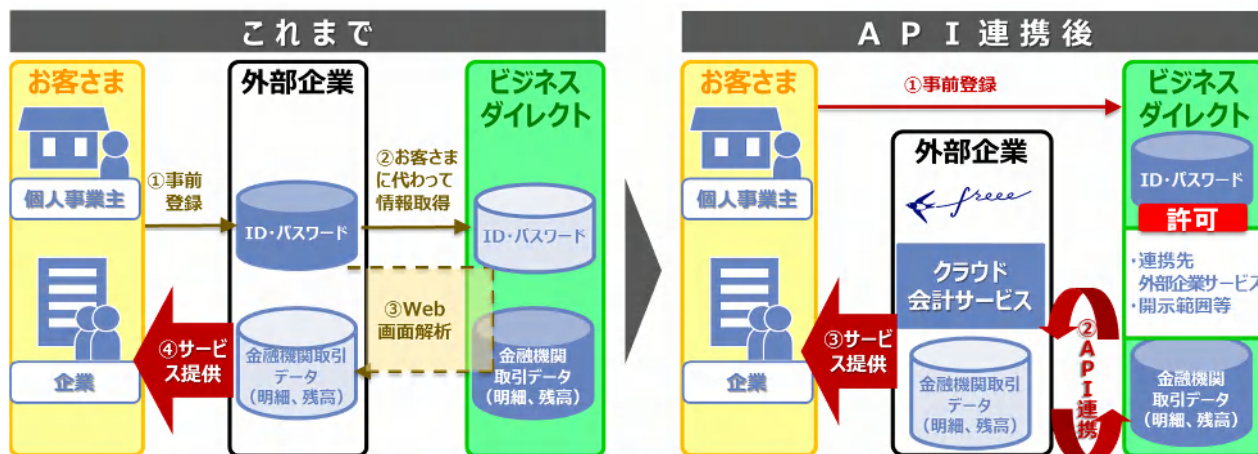 これまで
お客さま
個人事業主
企業
①事前
登録
外部企業
ID・パスワード
金融機関取引
データ
（明細、残高）
②お客さま
に代わって
情報取得
③Web
画面解析
④サービ
ス提供
ビジネス
ダイレクト
ID・パスワード
金融機関
取引データ
（明細、残高）
ＡＰＩ連携後
お客さま
個人事業主
企業
①事前登録
外部企業
freee
クラウド
会計サービス
金融機関取引
データ
（明細、残高）
③サービ
ス提供
②API連携
ビジネス
ダイレクト
ID・パスワード
許可
・連携先
外部企業サービス
・開示範囲等
金融機関
取引データ
（明細、残高）